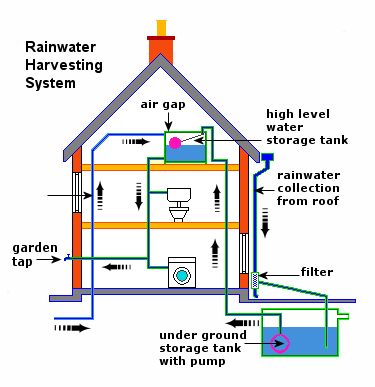 Rainwater
Harvesting
System
air gap
high level
water
storage tank
rainwater
collection
from roof
garden
tap
filter
under ground
storage tank
with pump